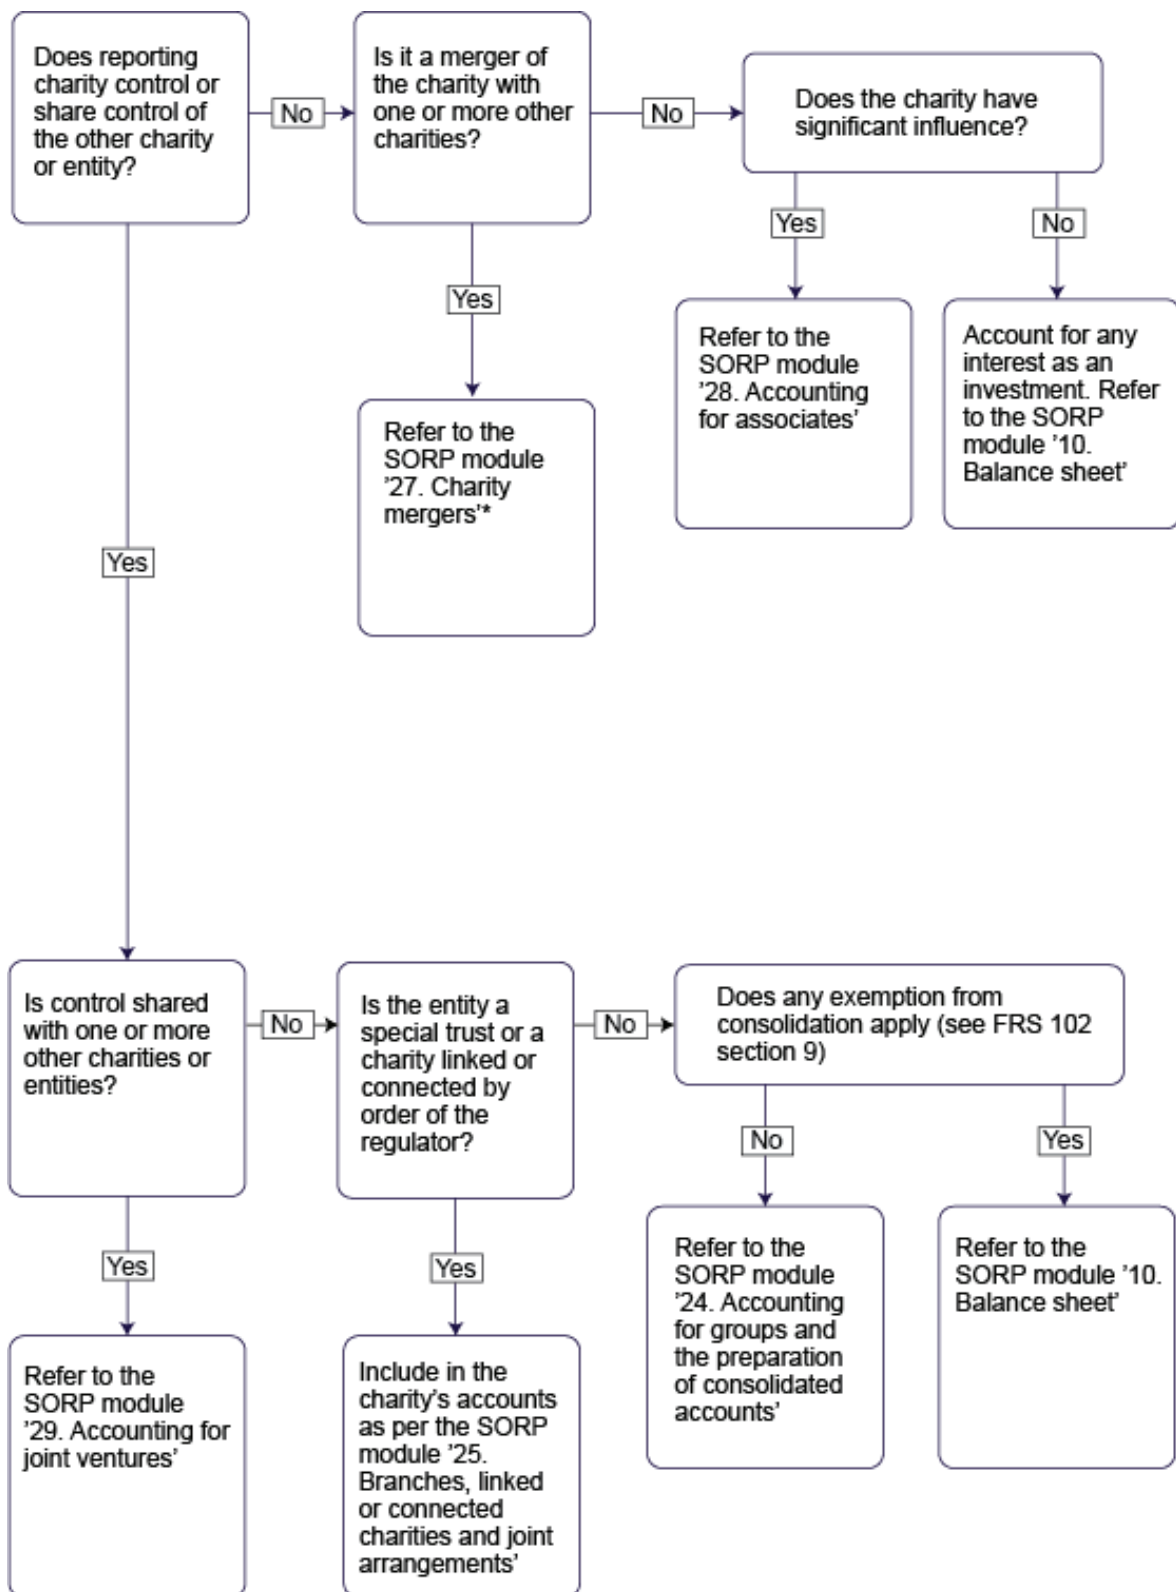 Does reporting
charity control or
share control of
the other charity
or entity?
No
Is it a merger of
the charity with
one or more other
charities?
No
Does the charity have
significant influence?
Yes
No
Yes
Refer to the
SORP module
’27. Charity
mergers’*
Refer to the
SORP module
’28. Accounting
for associates’
Account for any
interest as an
investment. Refer
to the SORP
module ’10.
Balance sheet’
Yes
Is control shared
with one or more
other charities or
entities?
No
Is the entity a
special trust or a
charity linked or
connected by
order of the
regulator?
No
Does any exemption from
consolidation apply (see FRS 102
section 9)
No
Yes
Yes
Yes
Refer to the
SORP module
’29. Accounting for
joint ventures’
Include in the
charity’s accounts
as per the SORP
module ’25.
Branches, linked
or connected
charities and joint
arrangements’
Refer to the
SORP module
’24. Accounting
for groups and
the preparation
of consolidated
accounts’
Refer to the
SORP module ’10.
Balance sheet’